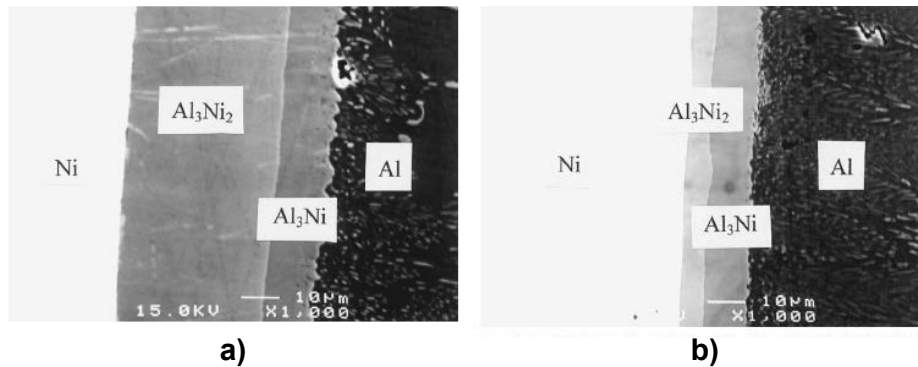 Al₃Ni₂
Ni
Al
Al₃Ni
10μm
15.0KV X1,000
a)
Al₃Ni₂
Ni
Al
Al₃Ni
10μm
X1,000
b)